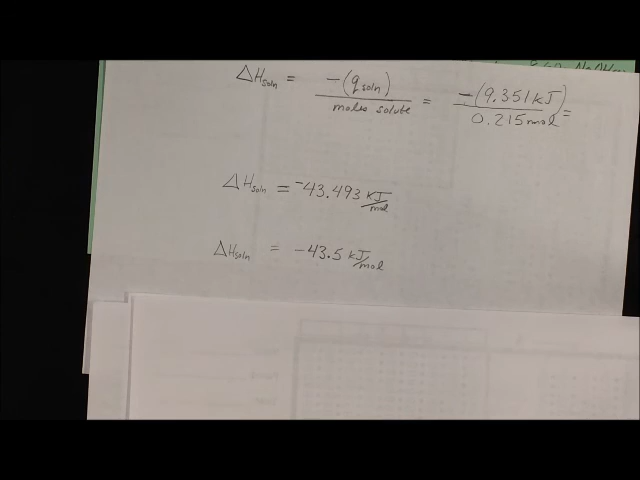 ΔHsoln = -(qsoln) / moles solute = -(9.351 kJ) / 0.215 mol =
ΔHsoln = -43.493 kJ/mol
ΔHsoln = -43.5 kJ/mol